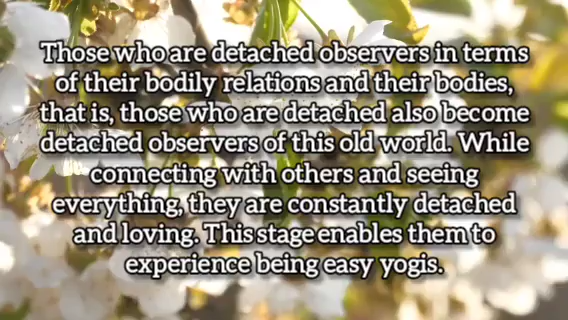 Those who are detached observers in terms
of their bodily relations and their bodies,
that is, those who are detached also become
detached observers of this old world. While
connecting with others and seeing
everything, they are constantly detached
and loving. This stage enables them to
experience being easy yogis.